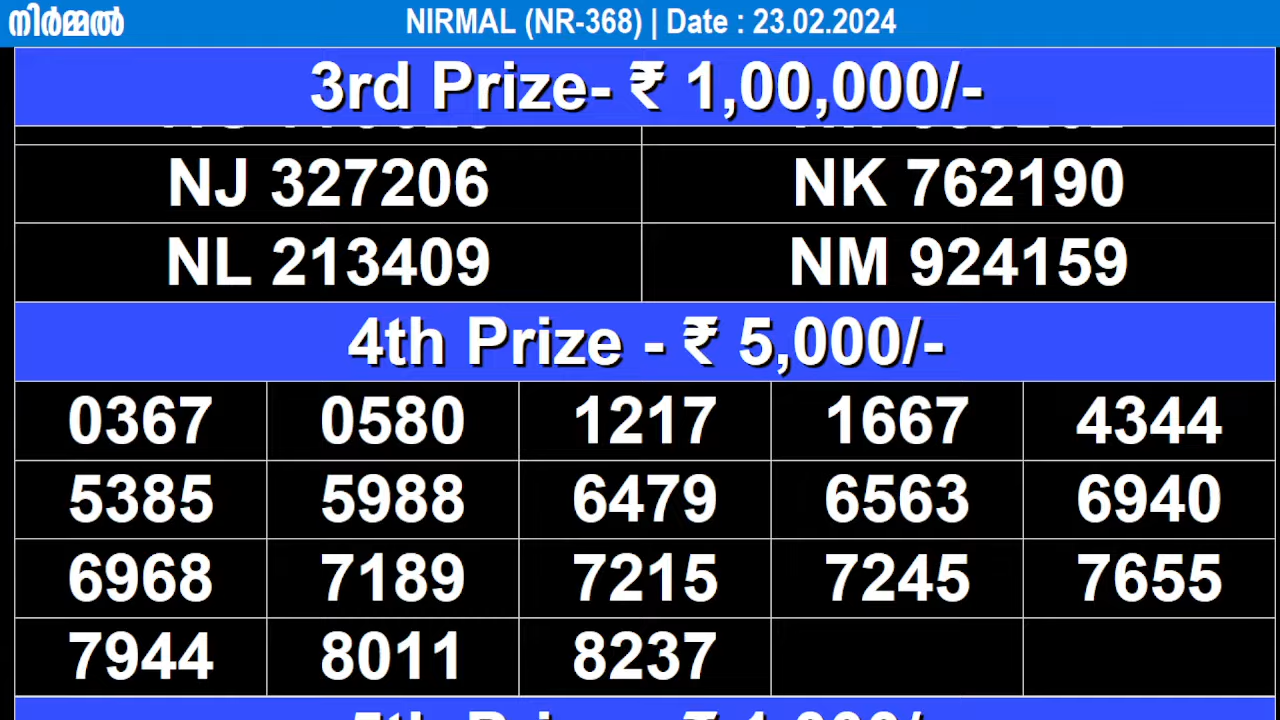 നിർമ്മൽ NIRMAL (NR-368) | Date : 23.02.2024
3rd Prize- ₹ 1,00,000/-
NJ 327206 NK 762190
NL 213409 NM 924159
4th Prize - ₹ 5,000/-
0367 0580 1217 1667 4344
5385 5988 6479 6563 6940
6968 7189 7215 7245 7655
7944 8011 8237